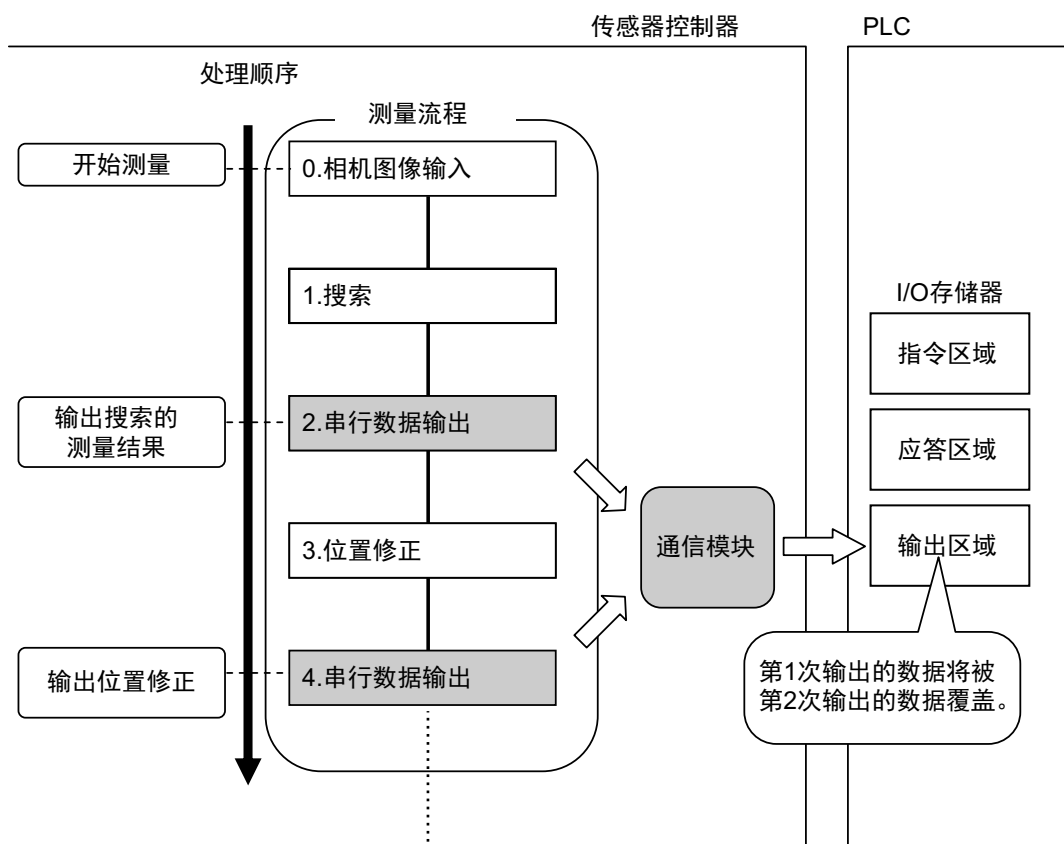 传感器控制器
PLC
处理顺序
测量流程
开始测量
0.相机图像输入
1.搜索
I/O存储器
指令区域
输出搜索的
测量结果
2.串行数据输出
应答区域
3.位置修正
通信模块
输出区域
输出位置修正
4.串行数据输出
第1次输出的数据将被
第2次输出的数据覆盖。